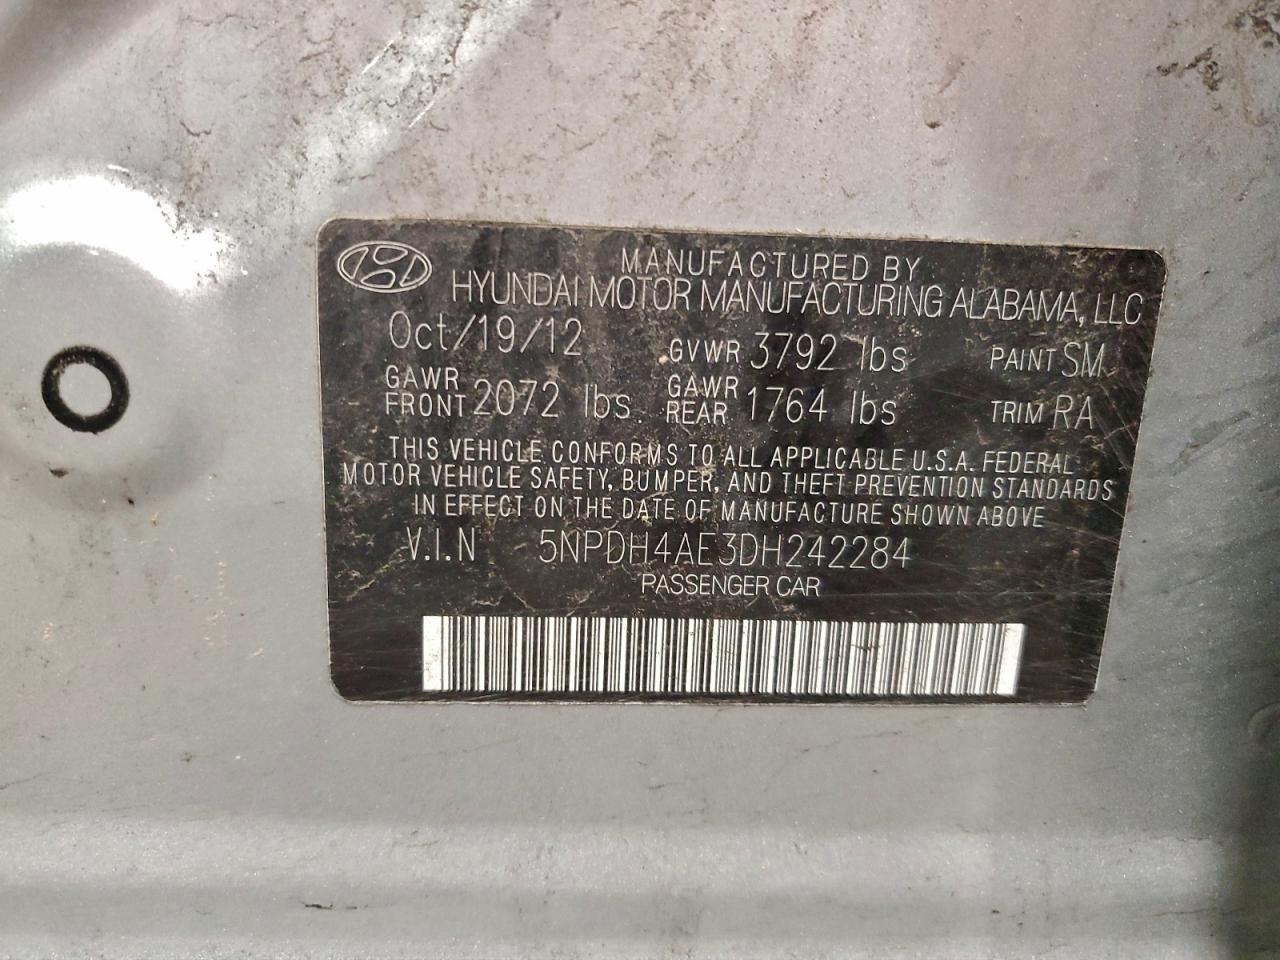 MANUFACTURED BY
HYUNDAI MOTOR MANUFACTURING ALABAMA, LLC
Oct/19/12 GVWR 3792 lbs PAINT SM
GAWR FRONT 2072 lbs GAWR REAR 1764 lbs TRIM RA
THIS VEHICLE CONFORMS TO ALL APPLICABLE U.S.A. FEDERAL
MOTOR VEHICLE SAFETY, BUMPER, AND THEFT PREVENTION STANDARDS
IN EFFECT ON THE DATE OF MANUFACTURE SHOWN ABOVE
V.I.N 5NPDH4AE3DH242284
PASSENGER CAR